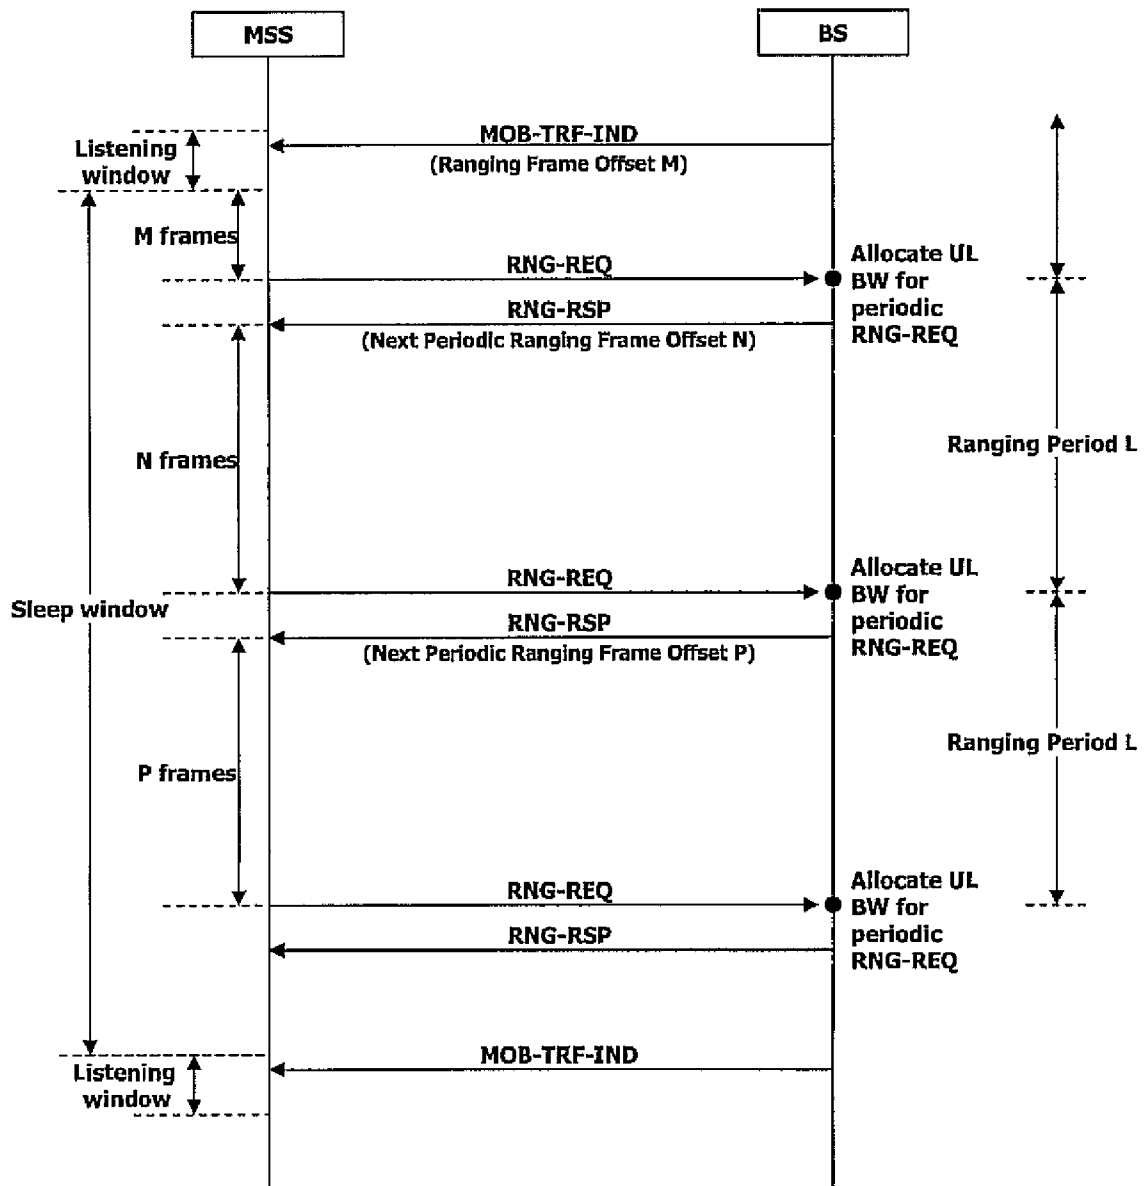 MSS
BS
MOB-TRF-IND
(Ranging Frame Offset M)
Listening
window
M frames
RNG-REQ
Allocate UL
BW for
periodic
RNG-REQ
RNG-RSP
(Next Periodic Ranging Frame Offset N)
N frames
Ranging Period L
RNG-REQ
Allocate UL
BW for
periodic
RNG-REQ
Sleep window
RNG-RSP
(Next Periodic Ranging Frame Offset P)
Ranging Period L
P frames
RNG-REQ
Allocate UL
BW for
periodic
RNG-REQ
RNG-RSP
MOB-TRF-IND
Listening
window